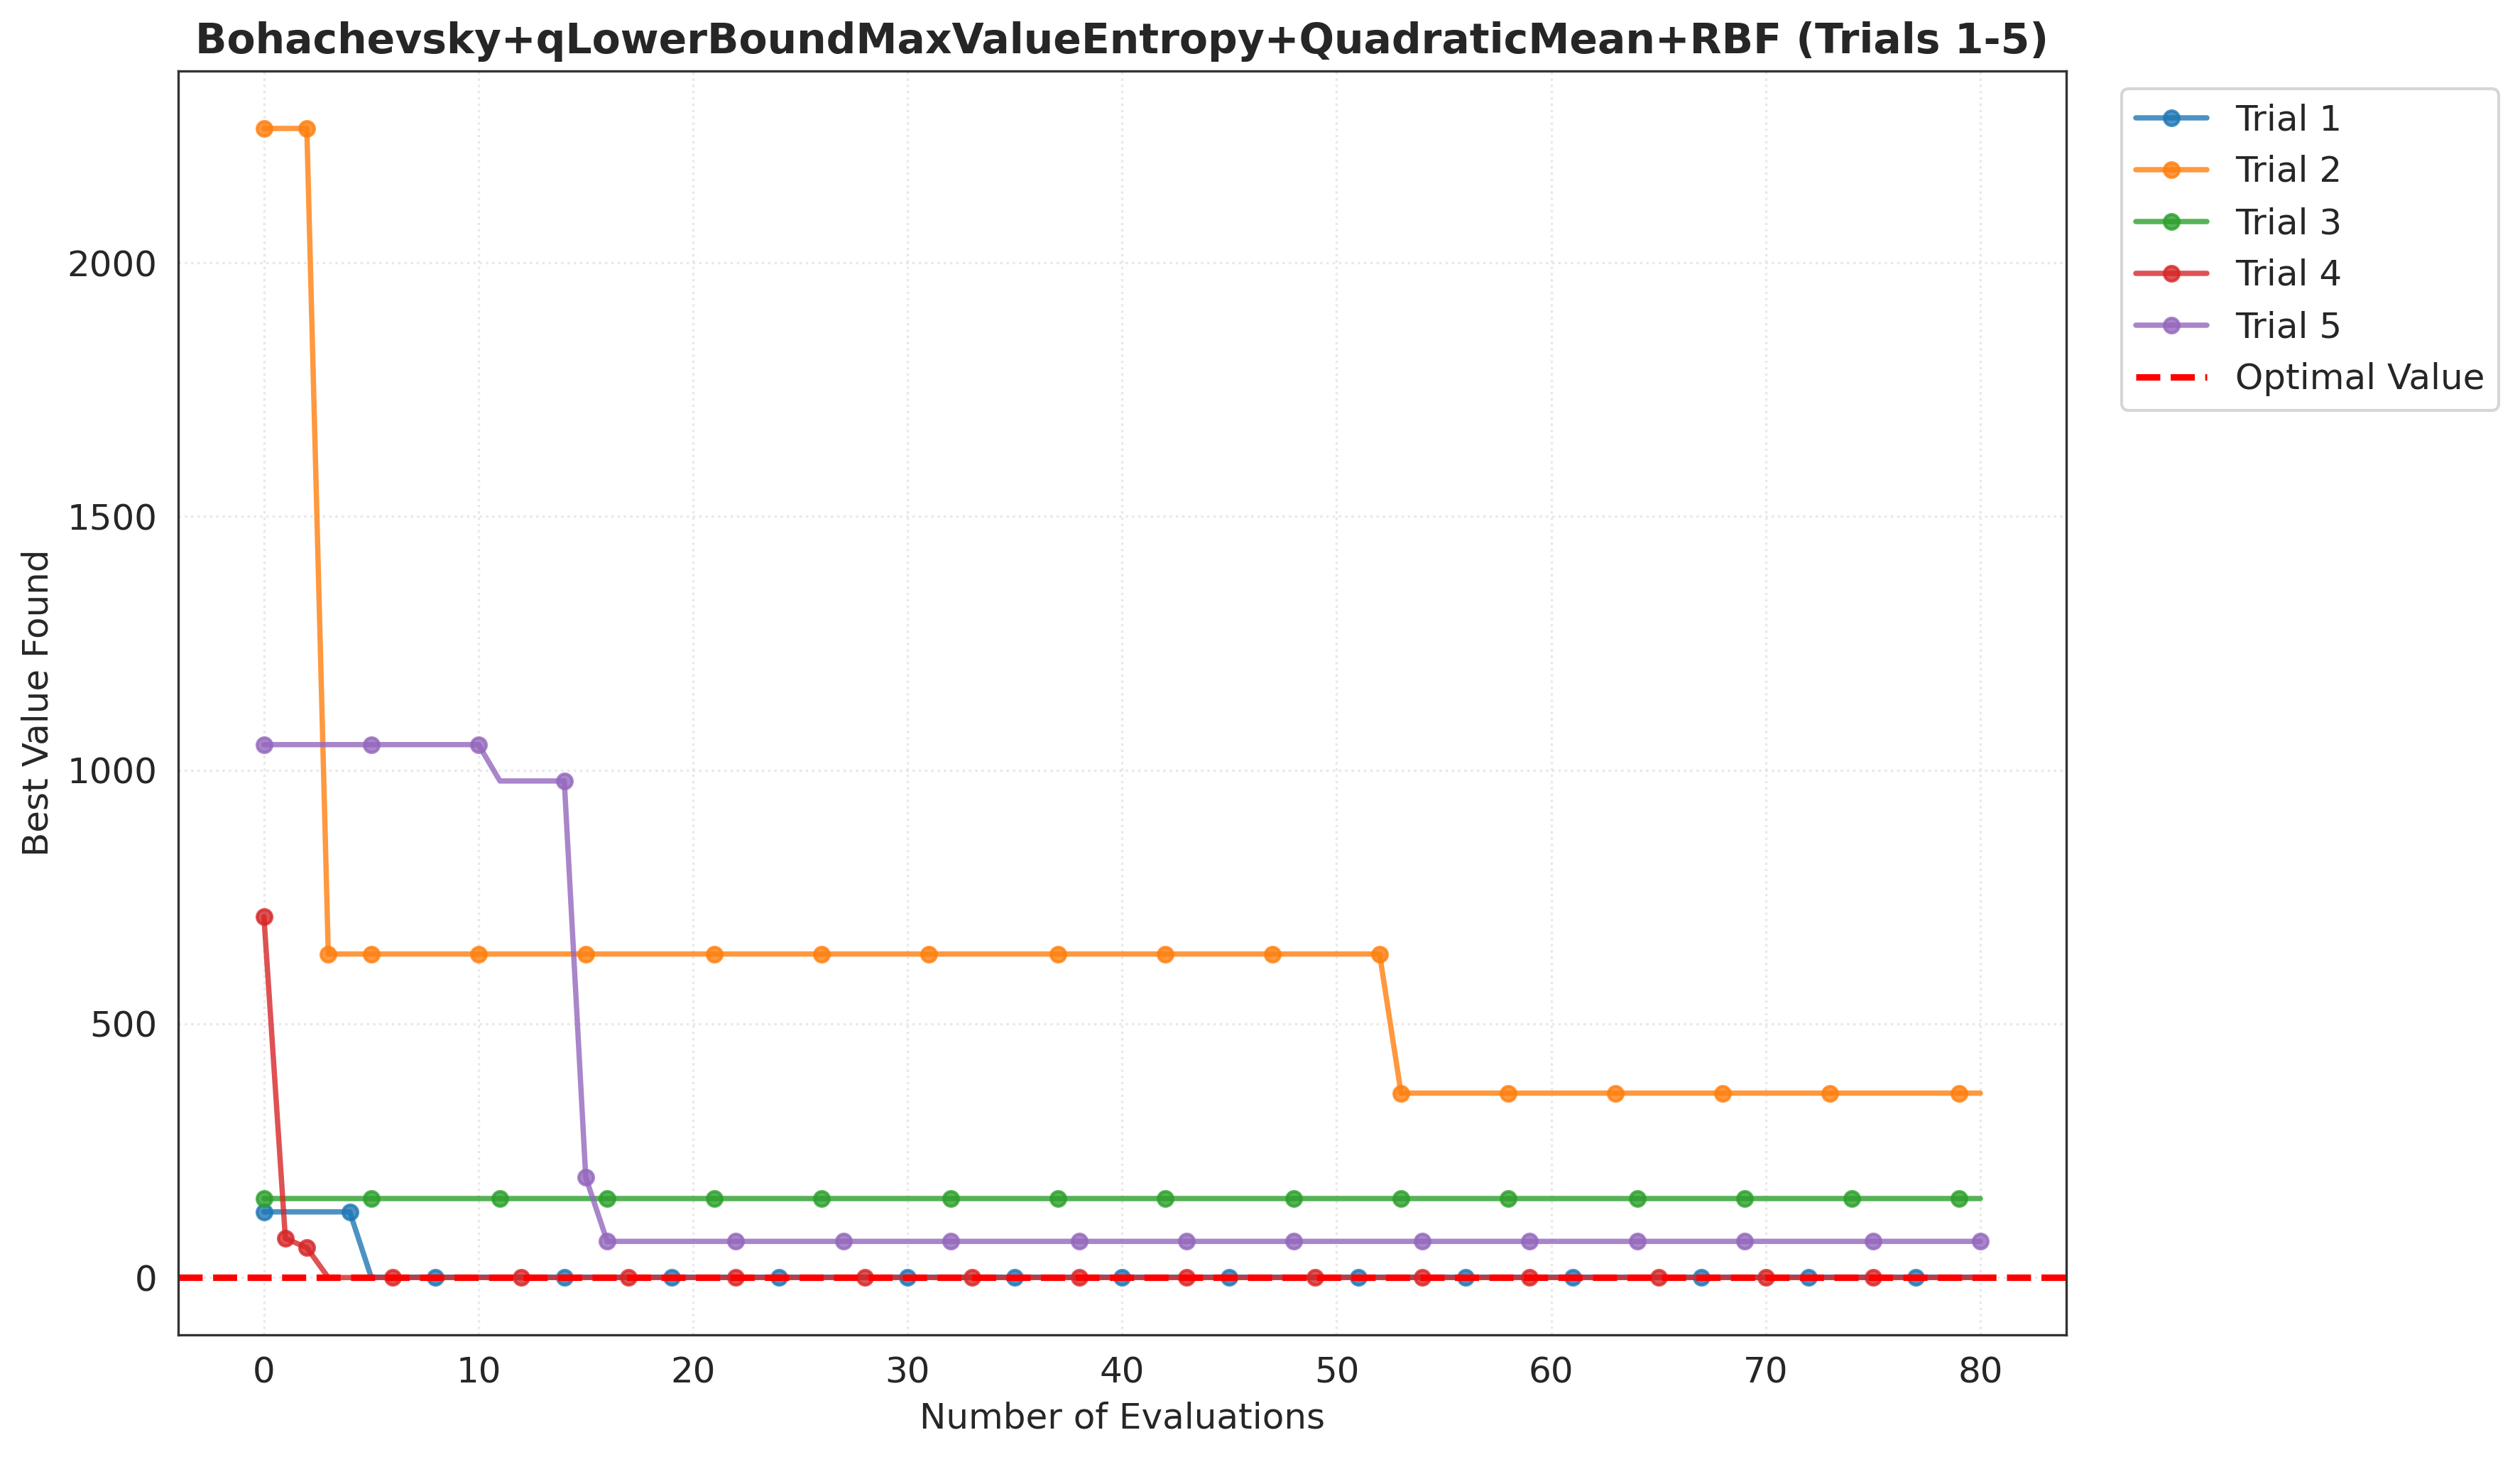 Bohachevsky+qLowerBoundMaxValueEntropy+QuadraticMean+RBF (Trials 1-5)
Trial 1
Trial 2
Trial 3
Trial 4
Trial 5
Optimal Value
Best Value Found
2000
1500
1000
500
0
0 10 20 30 40 50 60 70 80
Number of Evaluations